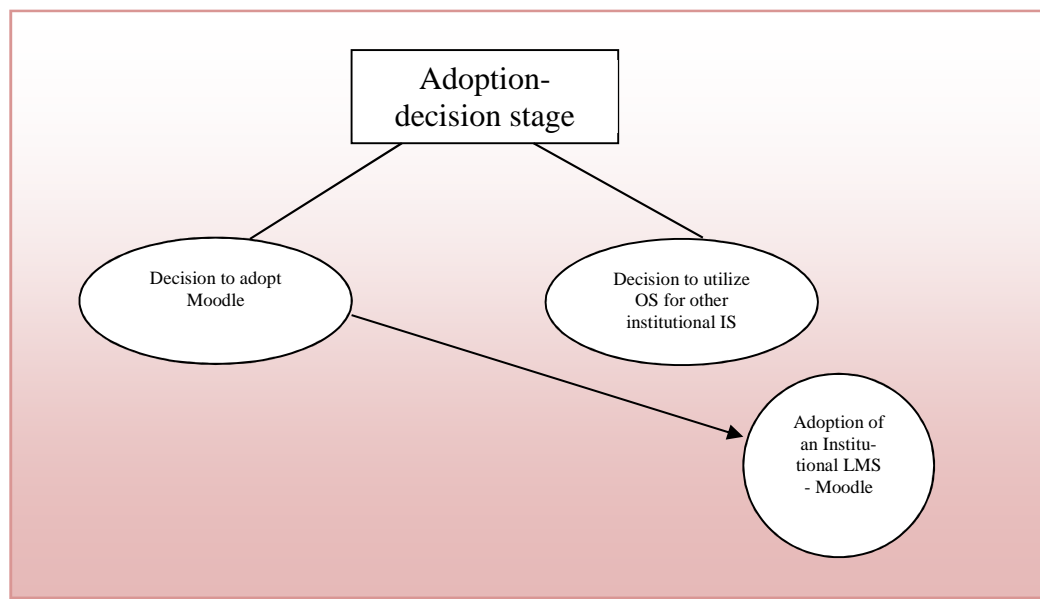 Adoption-
decision stage
Decision to adopt
Moodle
Decision to utilize
OS for other
institutional IS
Adoption of
an Institu-
tional LMS
- Moodle